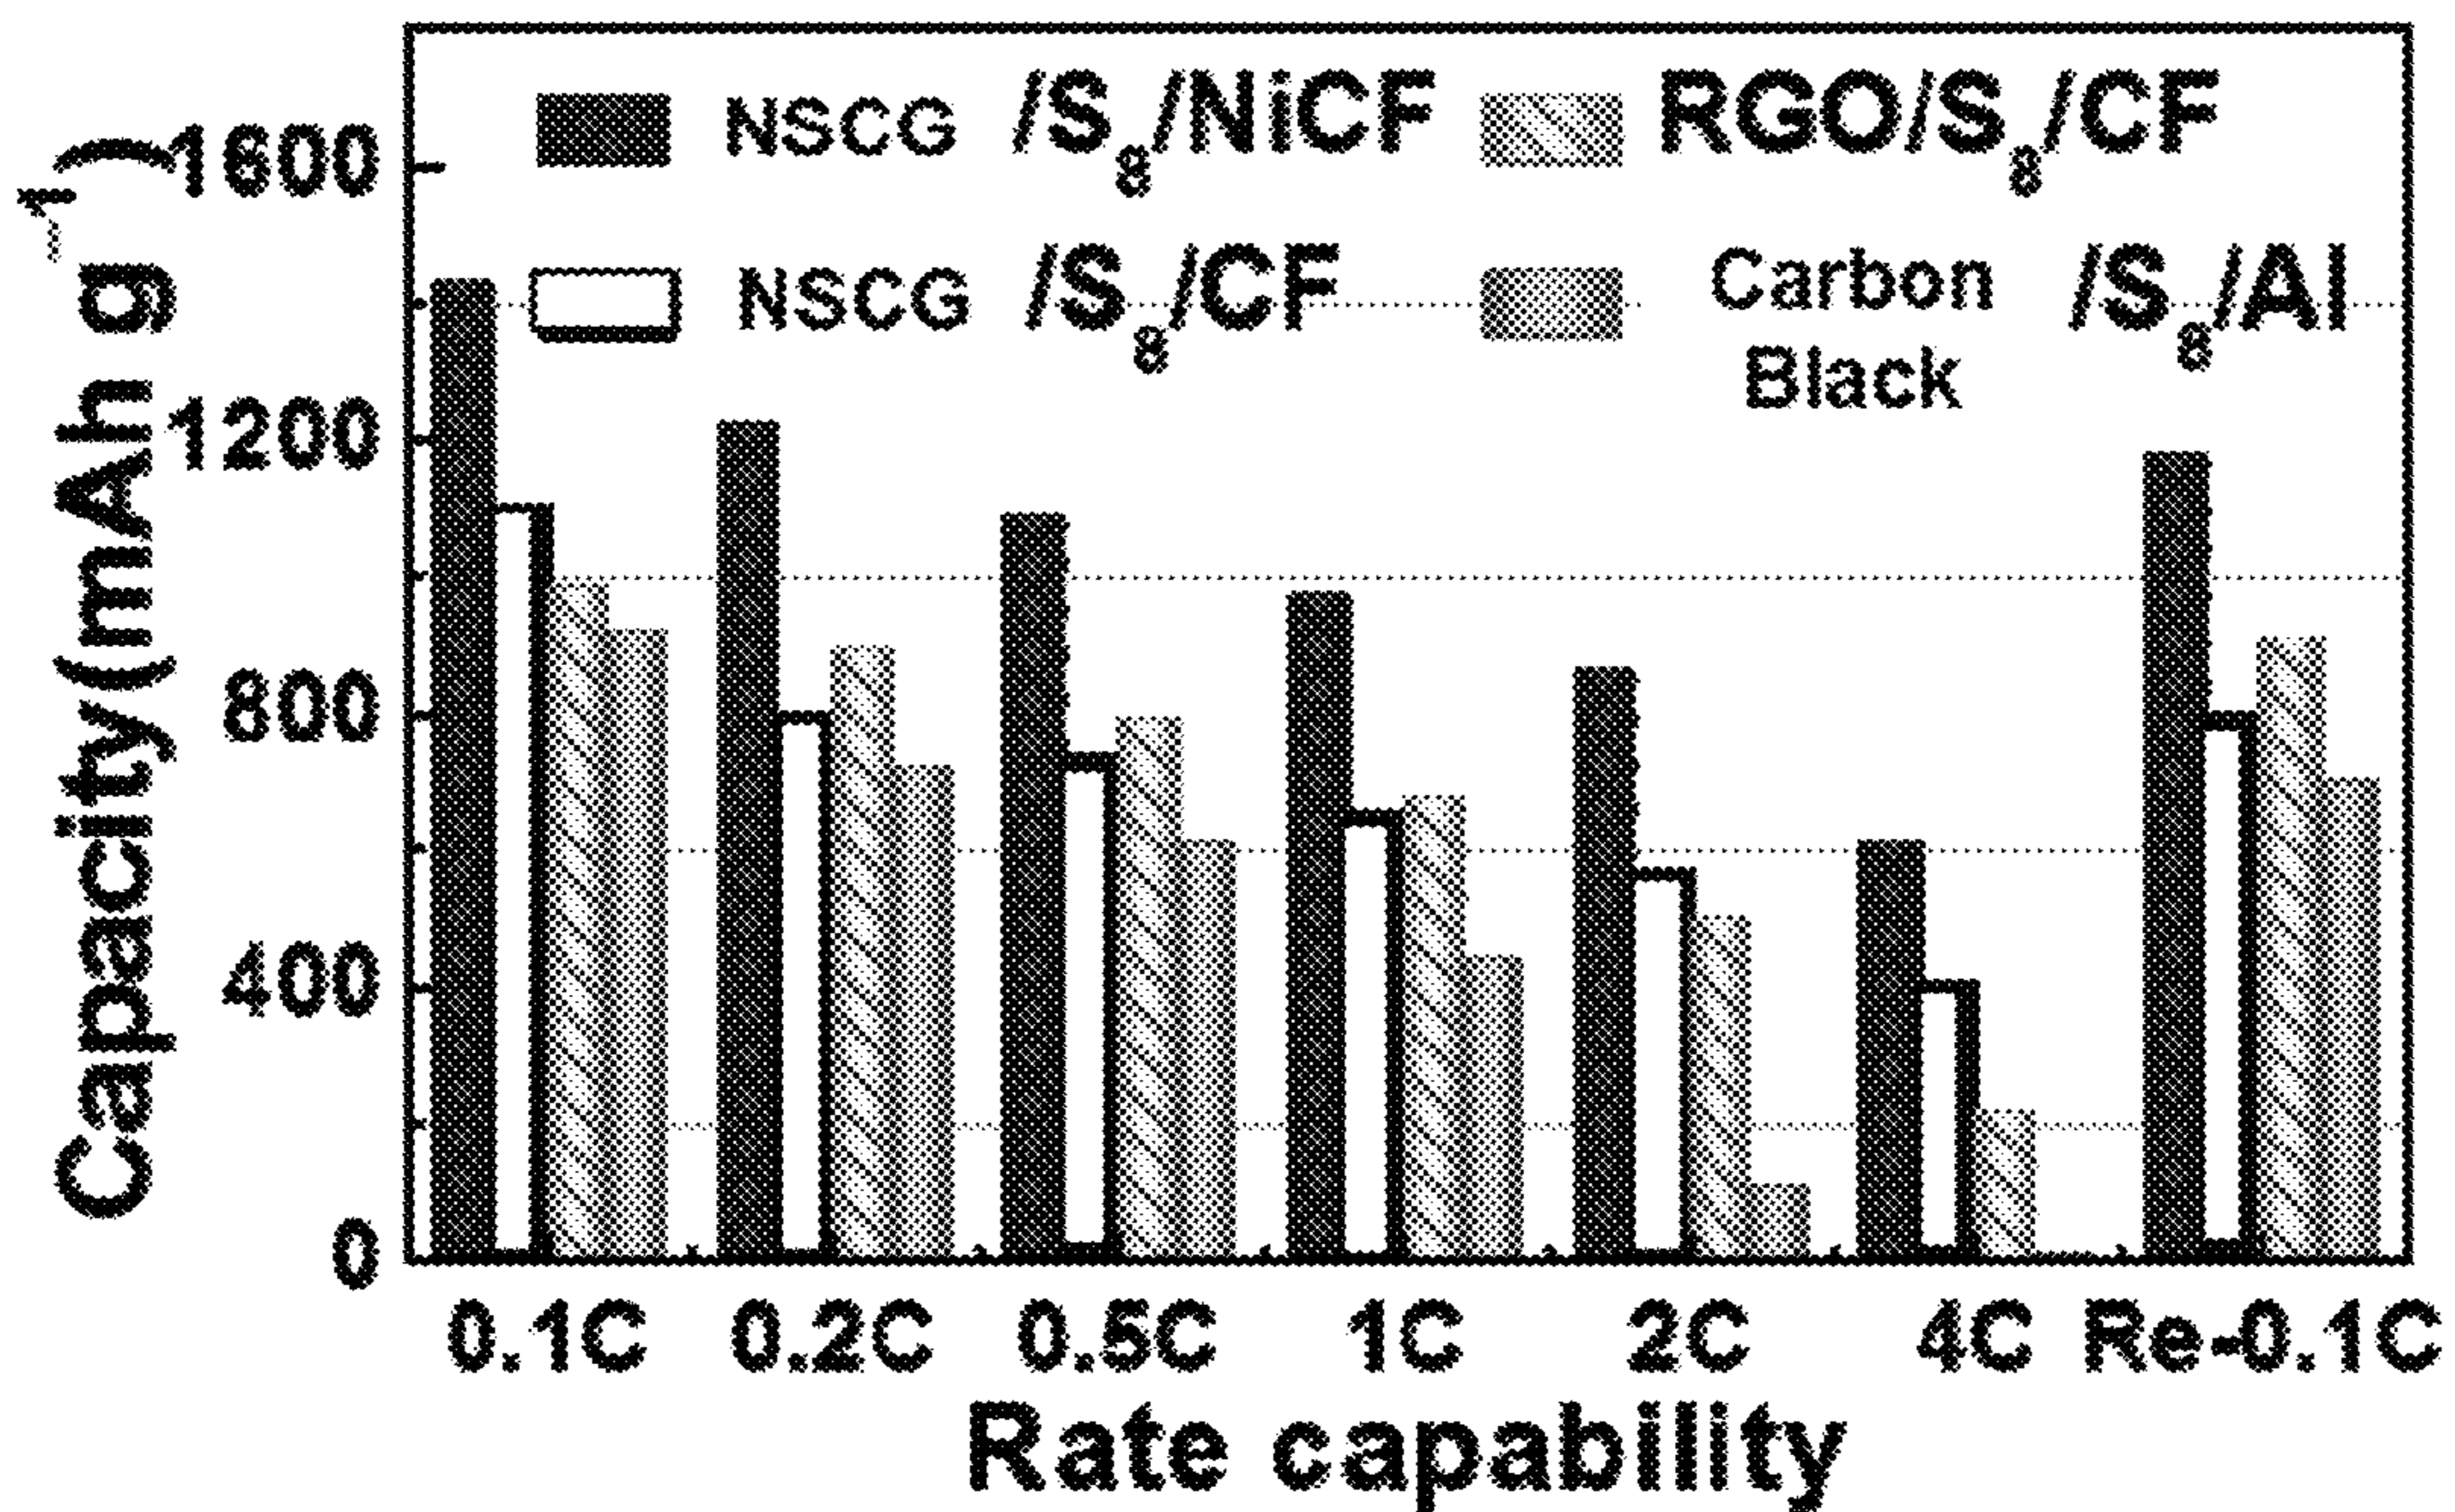 NSCG /S8/NiCF
RGO/S8/CF
NSCG /S8/CF
Carbon Black /S8/Al
Capacity(mAh g-1)
1600
1200
800
400
0
0.1C 0.2C 0.5C 1C 2C 4C Re-0.1C
Rate capability